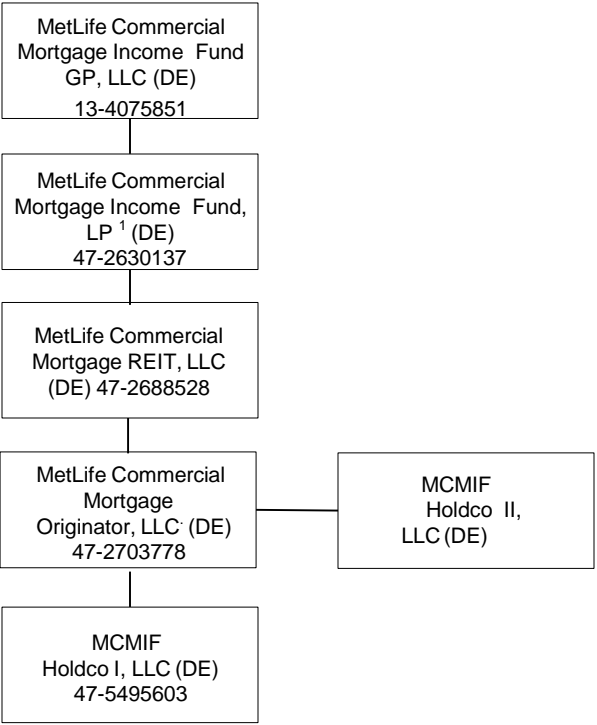 MetLife Commercial
Mortgage Income Fund
GP, LLC (DE)
13-4075851
MetLife Commercial
Mortgage Income Fund,
LP 1 (DE)
47-2630137
MetLife Commercial
Mortgage REIT, LLC
(DE) 47-2688528
MetLife Commercial
Mortgage
Originator, LLC. (DE)
47-2703778
MCMIF
Holdco II,
LLC (DE)
MCMIF
Holdco I, LLC (DE)
47-5495603